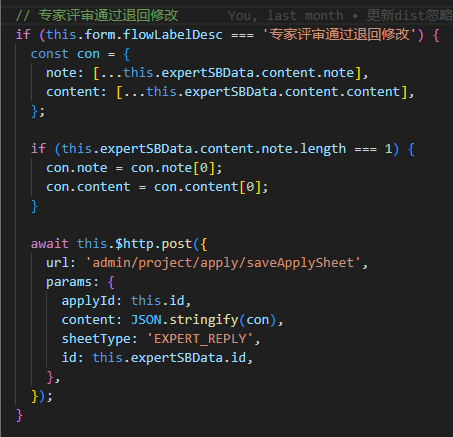 // 专家评审通过退回修改 You, last month • 更新dist忽略
if (this.form.flowLabelDesc === '专家评审通过退回修改') {
const con = {
note: [...this.expertSBData.content.note],
content: [...this.expertSBData.content.content],
};
if (this.expertSBData.content.note.length === 1) {
con.note = con.note[0];
con.content = con.content[0];
}
await this.$http.post({
url: 'admin/project/apply/saveApplySheet',
params: {
applyId: this.id,
content: JSON.stringify(con),
sheetType: 'EXPERT_REPLY',
id: this.expertSBData.id,
},
});
}